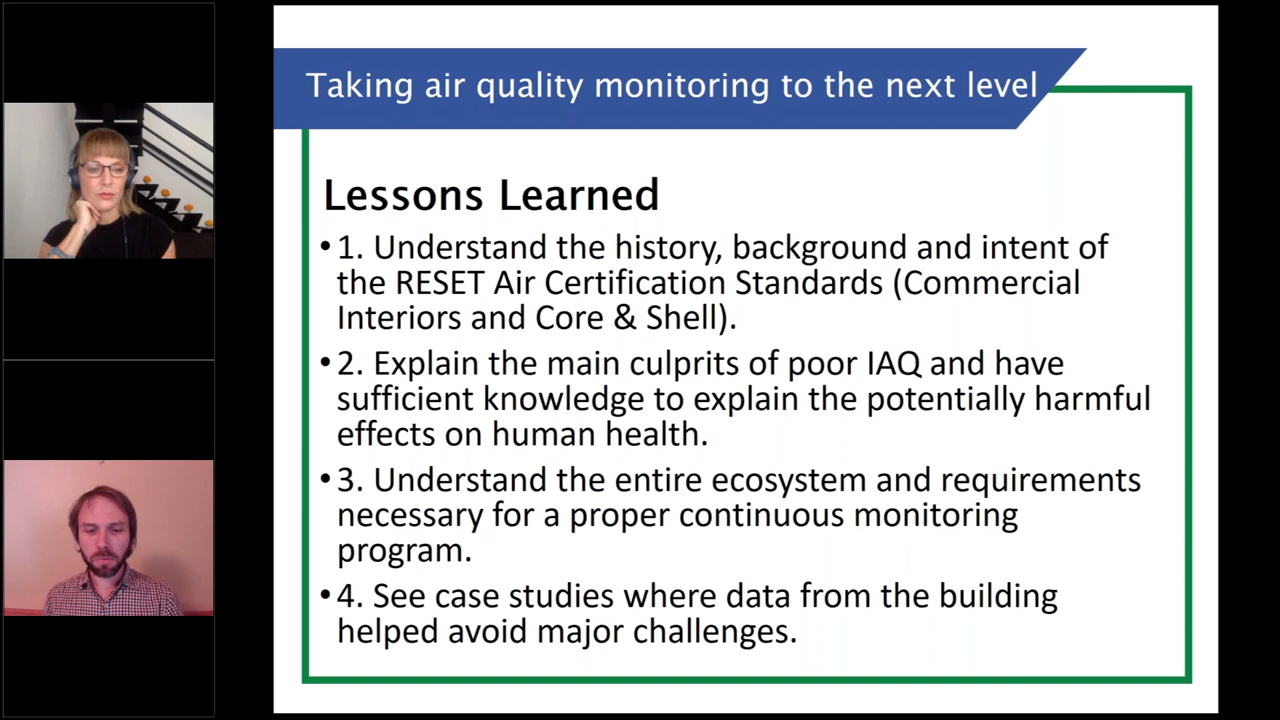 Taking air quality monitoring to the next level
Lessons Learned
• 1. Understand the history, background and intent of
the RESET Air Certification Standards (Commercial
Interiors and Core & Shell).
• 2. Explain the main culprits of poor IAQ and have
sufficient knowledge to explain the potentially harmful
effects on human health.
• 3. Understand the entire ecosystem and requirements
necessary for a proper continuous monitoring
program.
• 4. See case studies where data from the building
helped avoid major challenges.